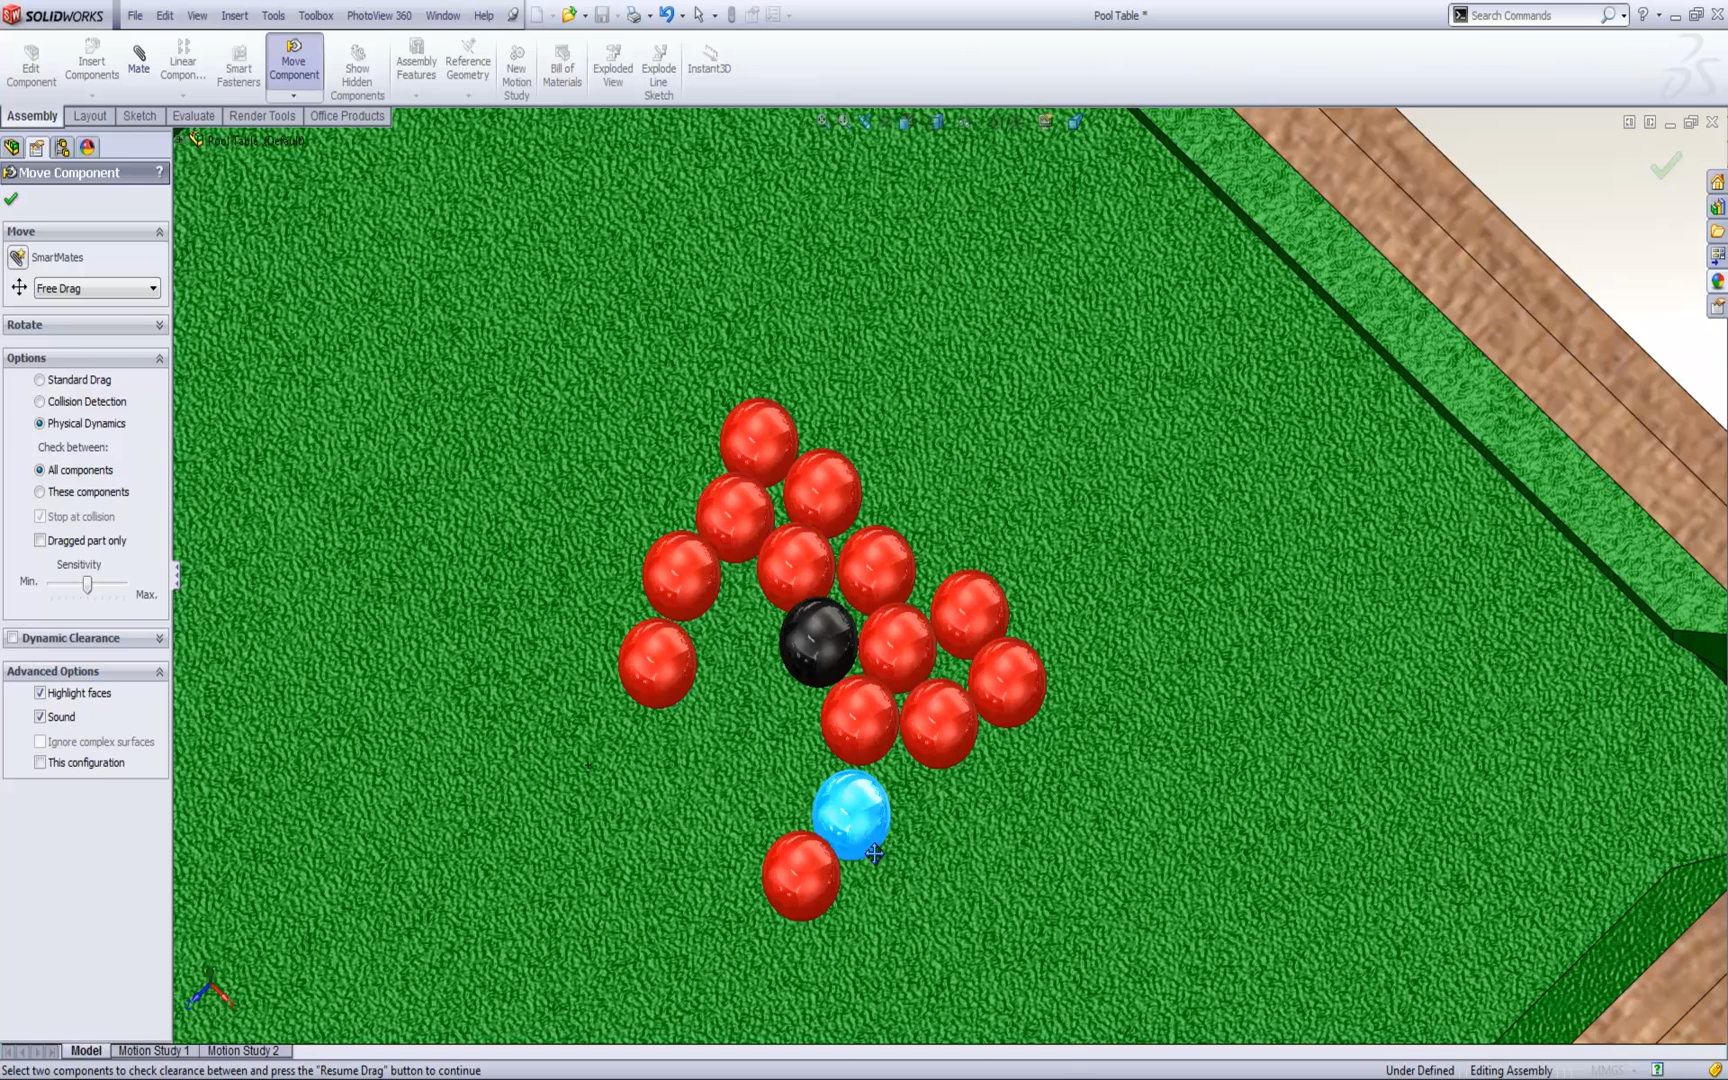 SOLIDWORKS File Edit View Insert Tools Toolbox PhotoView 360 Window Help Pool Table * Search Commands
Edit Component
Insert Components
Mate
Linear Compon...
Smart Fasteners
Move Component
Show Hidden Components
Assembly Features
Reference Geometry
New Motion Study
Bill of Materials
Exploded View
Explode Line Sketch
Instant3D
Assembly Layout Sketch Evaluate Render Tools Office Products
Pool Table (Default)
Move Component ?
Move
SmartMates
Free Drag
Rotate
Options
Standard Drag
Collision Detection
Physical Dynamics
Check between:
All components
These components
Stop at collision
Dragged part only
Sensitivity
Min. Max.
Dynamic Clearance
Advanced Options
Highlight faces
Sound
Ignore complex surfaces
This configuration
Model Motion Study 1 Motion Study 2
Select two components to check clearance between and press the "Resume Drag" button to continue Under Defined Editing Assembly MMGS